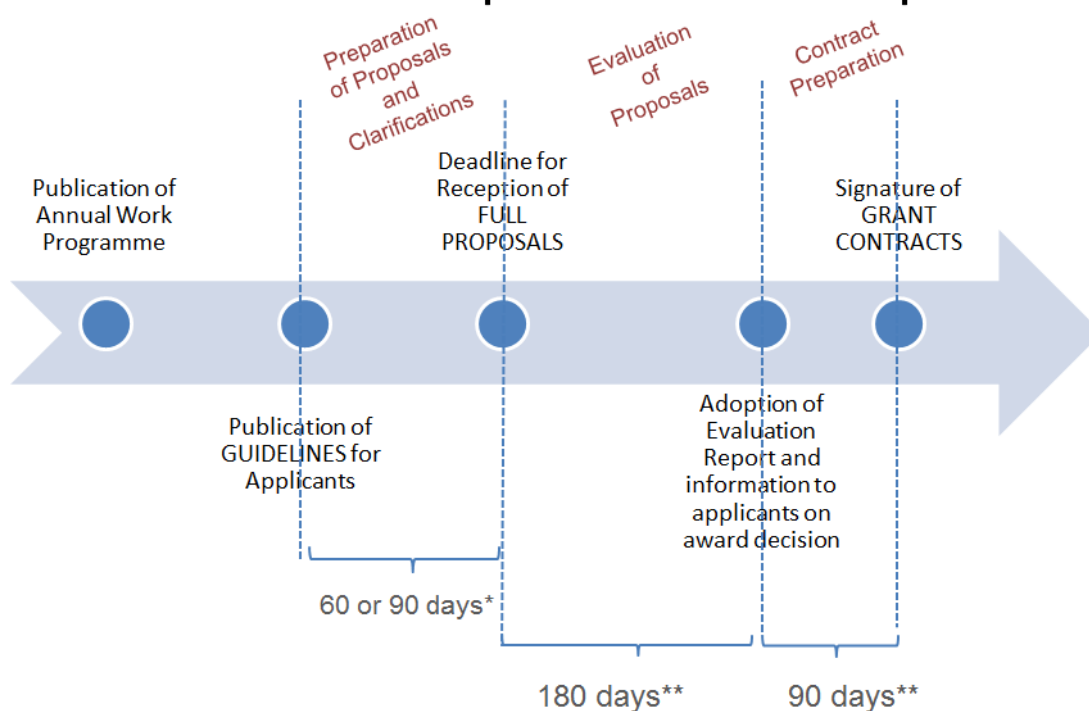 Preparation
of Proposals
and
Clarifications
Evaluation
of
Proposals
Contract
Preparation
Publication of
Annual Work
Programme
Deadline for
Reception of
FULL
PROPOSALS
Signature of
GRANT
CONTRACTS
Publication of
GUIDELINES for
Applicants
Adoption of
Evaluation
Report and
information to
applicants on
award decision
60 or 90 days*
180 days**
90 days**